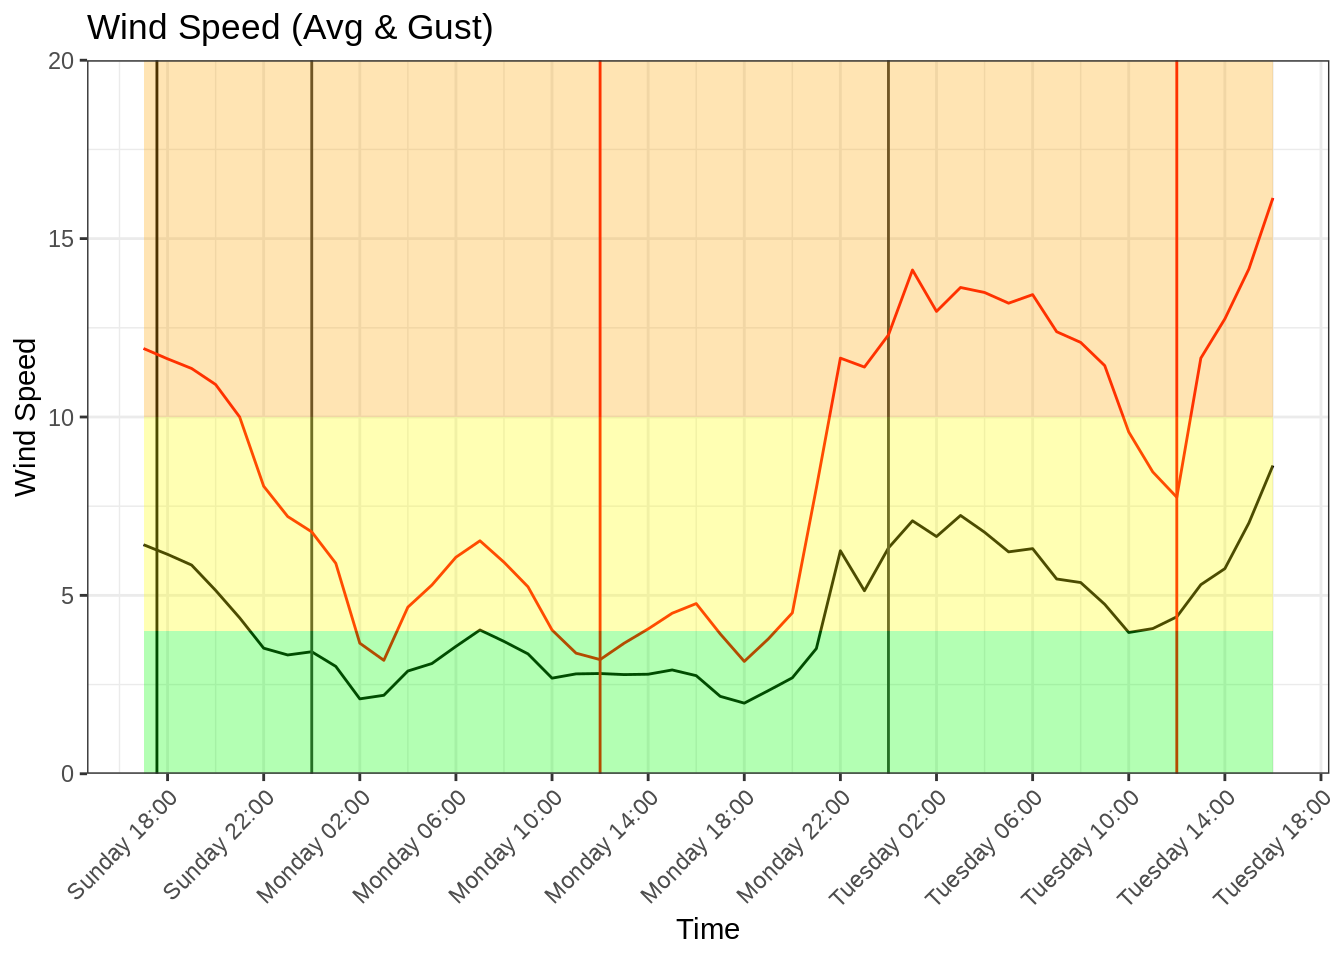 Wind Speed (Avg & Gust)
20
15
10
5
0
Wind Speed
Sunday 18:00
Sunday 22:00
Monday 02:00
Monday 06:00
Monday 10:00
Monday 14:00
Monday 18:00
Monday 22:00
Tuesday 02:00
Tuesday 06:00
Tuesday 10:00
Tuesday 14:00
Tuesday 18:00
Time